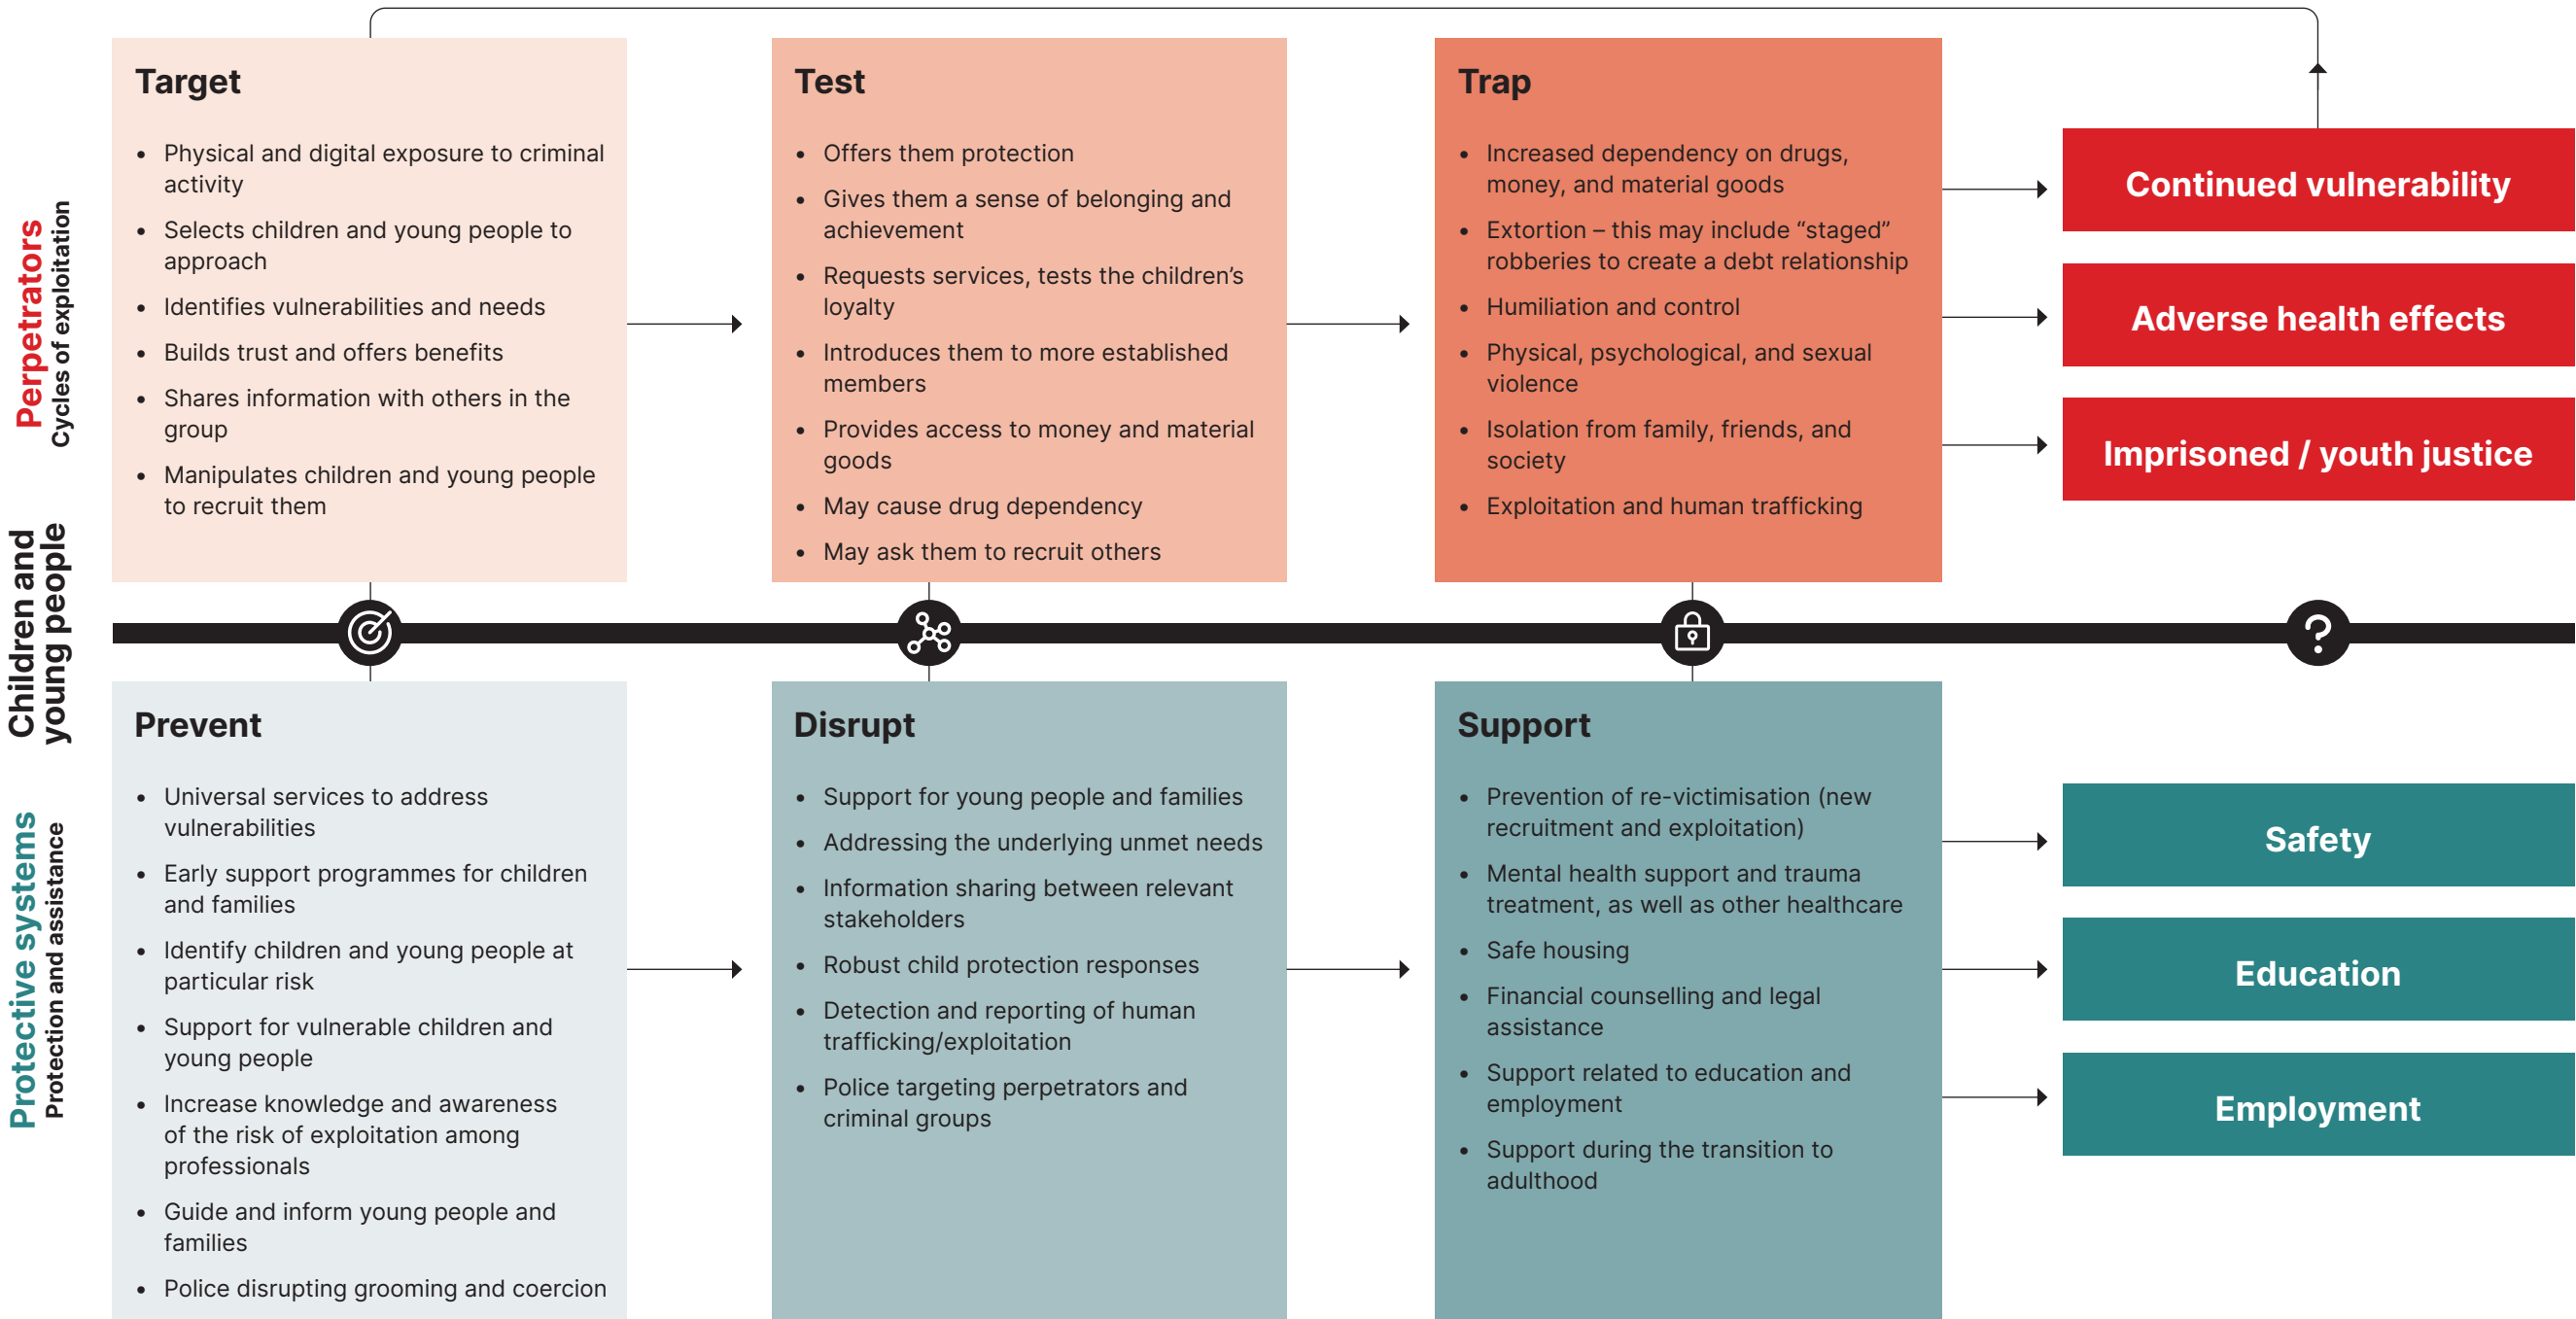 Perpetrators
Cycles of exploitation
Target
• Physical and digital exposure to criminal
activity
• Selects children and young people to
approach
• Identifies vulnerabilities and needs
• Builds trust and offers benefits
• Shares information with others in the
group
• Manipulates children and young people
to recruit them
Test
• Offers them protection
• Gives them a sense of belonging and
achievement
• Requests services, tests the children’s
loyalty
• Introduces them to more established
members
• Provides access to money and material
goods
• May cause drug dependency
• May ask them to recruit others
Trap
• Increased dependency on drugs,
money, and material goods
• Extortion – this may include “staged”
robberies to create a debt relationship
• Humiliation and control
• Physical, psychological, and sexual
violence
• Isolation from family, friends, and
society
• Exploitation and human trafficking
Continued vulnerability
Adverse health effects
Imprisoned / youth justice
Children and
young people
?
Protective systems
Protection and assistance
Prevent
• Universal services to address
vulnerabilities
• Early support programmes for children
and families
• Identify children and young people at
particular risk
• Support for vulnerable children and
young people
• Increase knowledge and awareness
of the risk of exploitation among
professionals
• Guide and inform young people and
families
• Police disrupting grooming and coercion
Disrupt
• Support for young people and families
• Addressing the underlying unmet needs
• Information sharing between relevant
stakeholders
• Robust child protection responses
• Detection and reporting of human
trafficking/exploitation
• Police targeting perpetrators and
criminal groups
Support
• Prevention of re-victimisation (new
recruitment and exploitation)
• Mental health support and trauma
treatment, as well as other healthcare
• Safe housing
• Financial counselling and legal
assistance
• Support related to education and
employment
• Support during the transition to
adulthood
Safety
Education
Employment